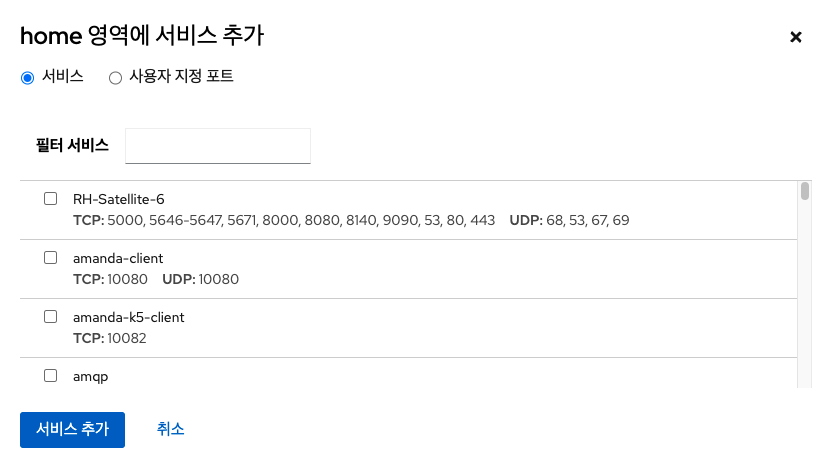 home 영역에 서비스 추가
서비스 사용자 지정 포트
필터 서비스
RH-Satellite-6
TCP: 5000, 5646-5647, 5671, 8000, 8080, 8140, 9090, 53, 80, 443 UDP: 68, 53, 67, 69
amanda-client
TCP: 10080 UDP: 10080
amanda-k5-client
TCP: 10082
amqp
서비스 추가 취소